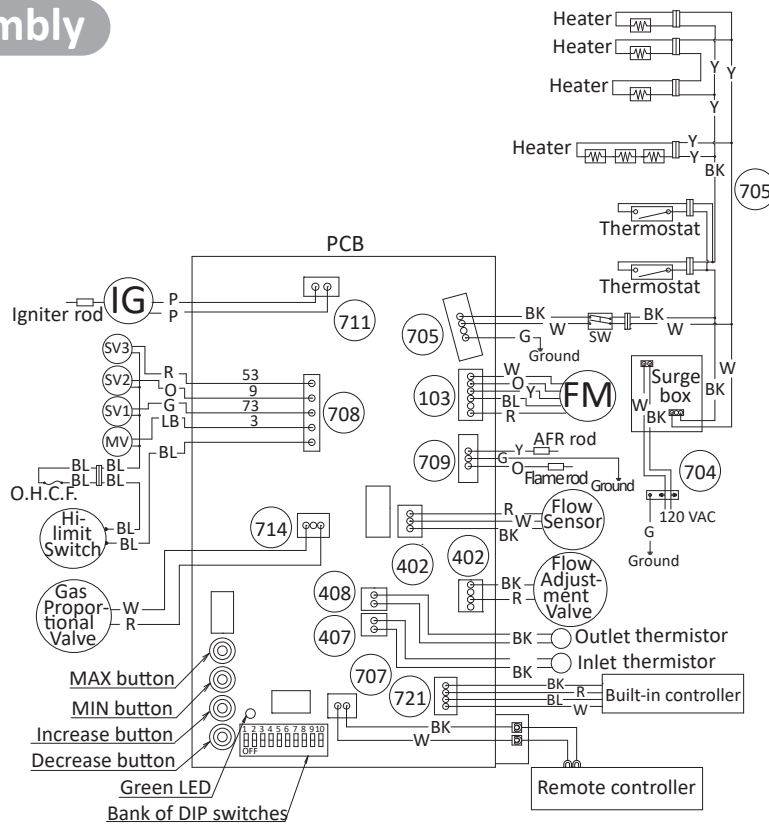 mbly
Heater
Heater
Heater
Heater
Y
Y
Y
Y
Y
BK
705
Thermostat
Thermostat
PCB
IG
Igniter rod
P
P
711
705
BK
W
G
Ground
SW
BK
W
SV3
SV2
SV1
MV
R 53
O 9
G 73
LB 3
BL
708
103
W
O
Y
BL
R
FM
Surge
box
W
BK
BK
W
709
Y AFR rod
G
O Flame rod
Ground
704
120 VAC
G
Ground
BL BL
BL BL
O.H.C.F.
Hi-
limit
Switch
BL
BL
714
402
R
W
BK
Flow
Sensor
402
BK
R
Flow
Adjust-
ment
Valve
Gas
Propor-
tional
Valve
W
R
408
407
BK Outlet thermistor
BK Inlet thermistor
707
721
BK
R
BL
W
Built-in controller
BK
W
Remote controller
MAX button
MIN button
Increase button
Decrease button
1 2 3 4 5 6 7 8 9 10
OFF
Green LED
Bank of DIP switches